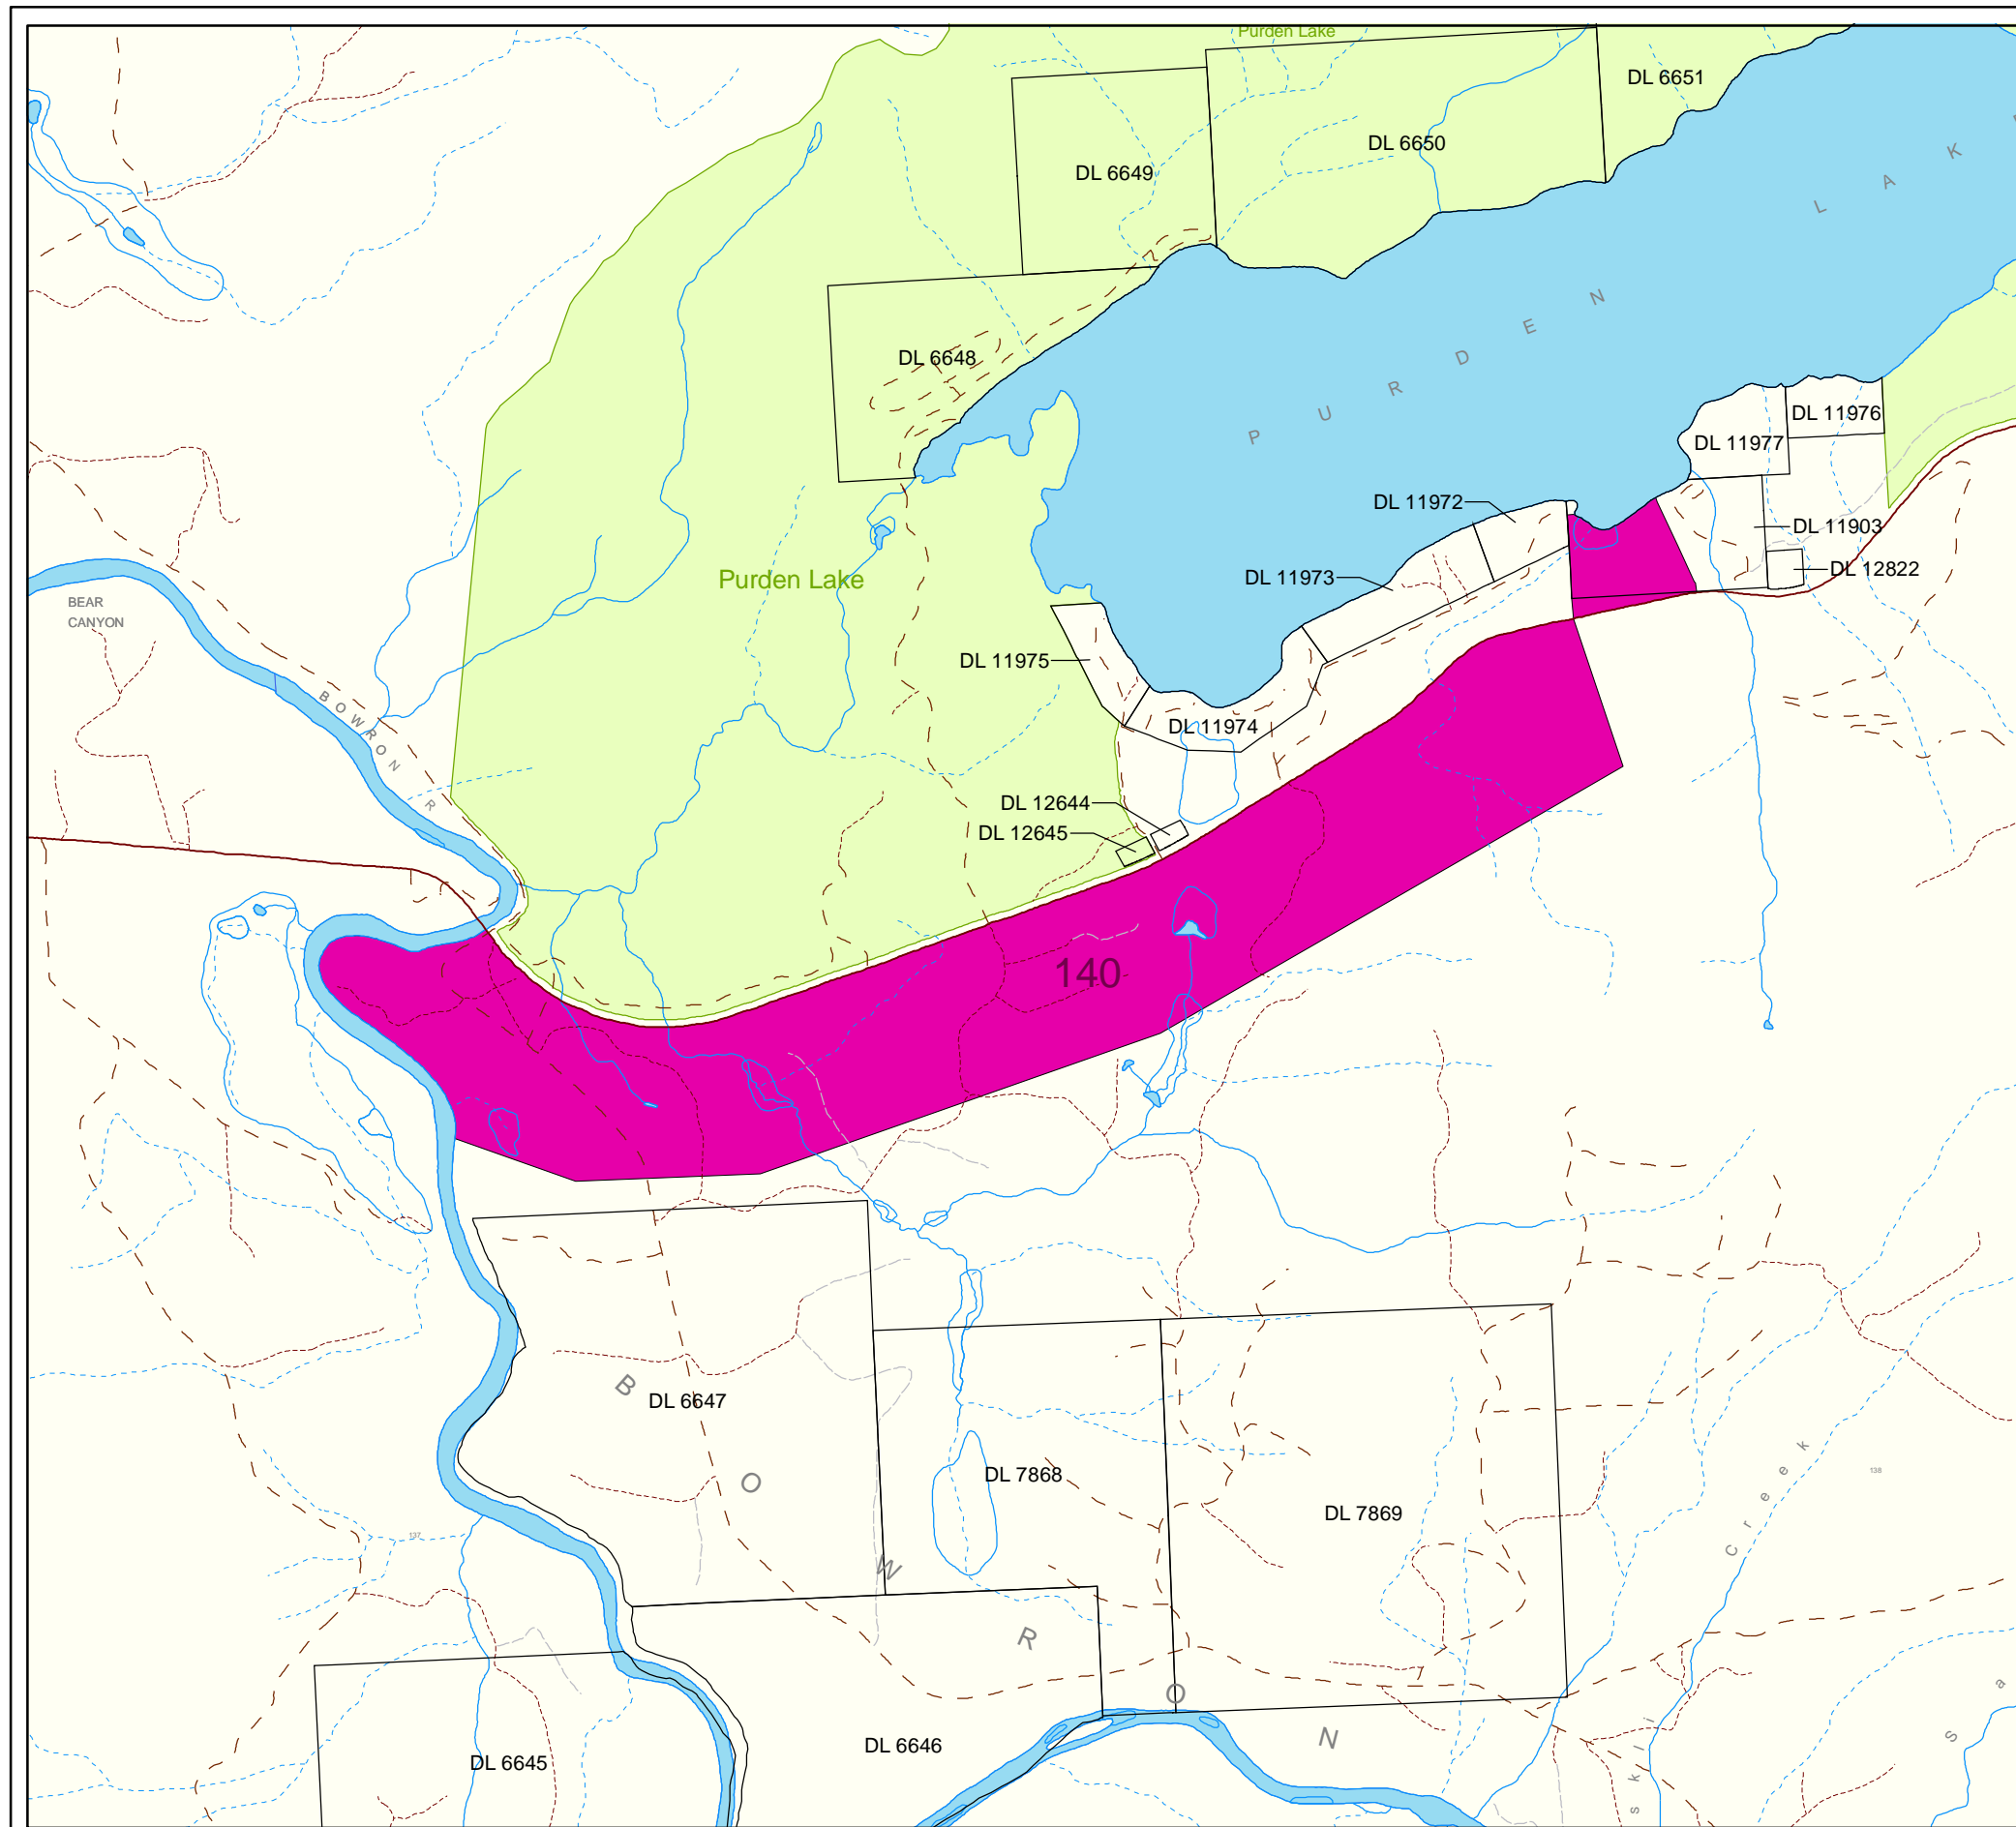 Purden Lake
DL 6651
DL 6650
DL 6649
P U R D E N
L A K
DL 6648
DL 11976
DL 11977
DL 11972
DL 11903
DL 12822
DL 11973
Purden Lake
BEAR
CANYON
DL 11975
BOWRON
R
DL 11974
DL 12644
DL 12645
140
B O W R O N
DL 6647
DL 7868
DL 7869
137
138
Creek
s k i i
s a
DL 6645
DL 6646